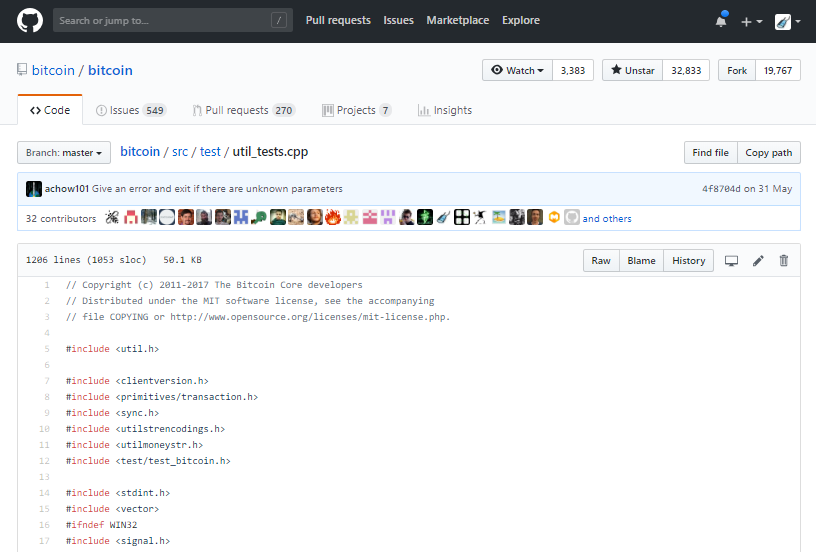 Search or jump to... / Pull requests Issues Marketplace Explore
bitcoin / bitcoin Watch 3,383 Unstar 32,833 Fork 19,767
Code Issues 549 Pull requests 270 Projects 7 Insights
Branch: master bitcoin / src / test / util_tests.cpp Find file Copy path
achow101 Give an error and exit if there are unknown parameters 4f8704d on 31 May
32 contributors and others
1206 lines (1053 sloc) 50.1 KB Raw Blame History
1 // Copyright (c) 2011-2017 The Bitcoin Core developers
2 // Distributed under the MIT software license, see the accompanying
3 // file COPYING or http://www.opensource.org/licenses/mit-license.php.
4
5 #include <util.h>
6
7 #include <clientversion.h>
8 #include <primitives/transaction.h>
9 #include <sync.h>
10 #include <utilstrencodings.h>
11 #include <utilmoneystr.h>
12 #include <test/test_bitcoin.h>
13
14 #include <stdint.h>
15 #include <vector>
16 #ifndef WIN32
17 #include <signal.h>